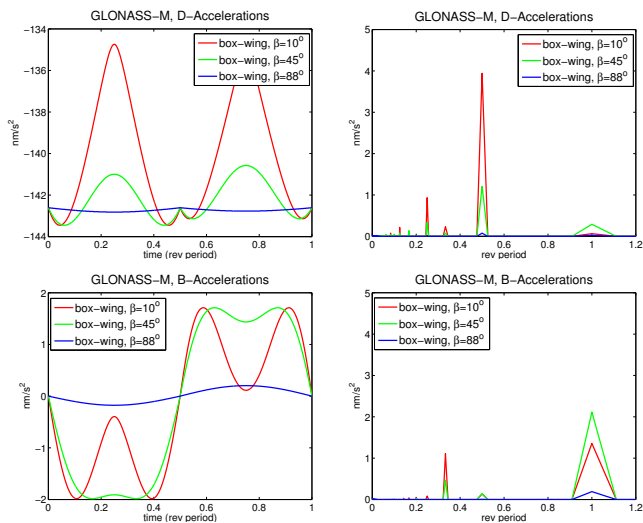 GLONASS−M, D−Accelerations
−134
−136
−138
−140
−142
−144
nm/s²
box−wing, β=10°
box−wing, β=45°
box−wing, β=88°
0 0.2 0.4 0.6 0.8 1
time (rev period)
GLONASS−M, D−Accelerations
5
4
3
2
1
0
nm/s²
box−wing, β=10°
box−wing, β=45°
box−wing, β=88°
0 0.2 0.4 0.6 0.8 1 1.2
rev period
GLONASS−M, B−Accelerations
2
1
0
−1
−2
nm/s²
box−wing, β=10°
box−wing, β=45°
box−wing, β=88°
0 0.2 0.4 0.6 0.8 1
time (rev period)
GLONASS−M, B−Accelerations
5
4
3
2
1
0
nm/s²
box−wing, β=10°
box−wing, β=45°
box−wing, β=88°
0 0.2 0.4 0.6 0.8 1 1.2
rev period